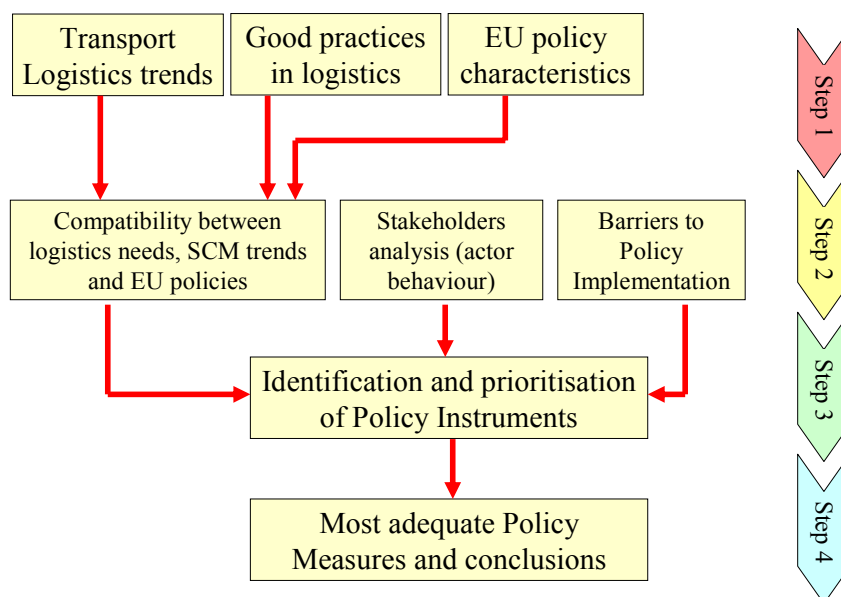 Transport
Logistics trends
Good practices
in logistics
EU policy
characteristics
Step 1
Compatibility between
logistics needs, SCM trends
and EU policies
Stakeholders
analysis (actor
behaviour)
Barriers to
Policy
Implementation
Step 2
Identification and prioritisation
of Policy Instruments
Step 3
Most adequate Policy
Measures and conclusions
Step 4